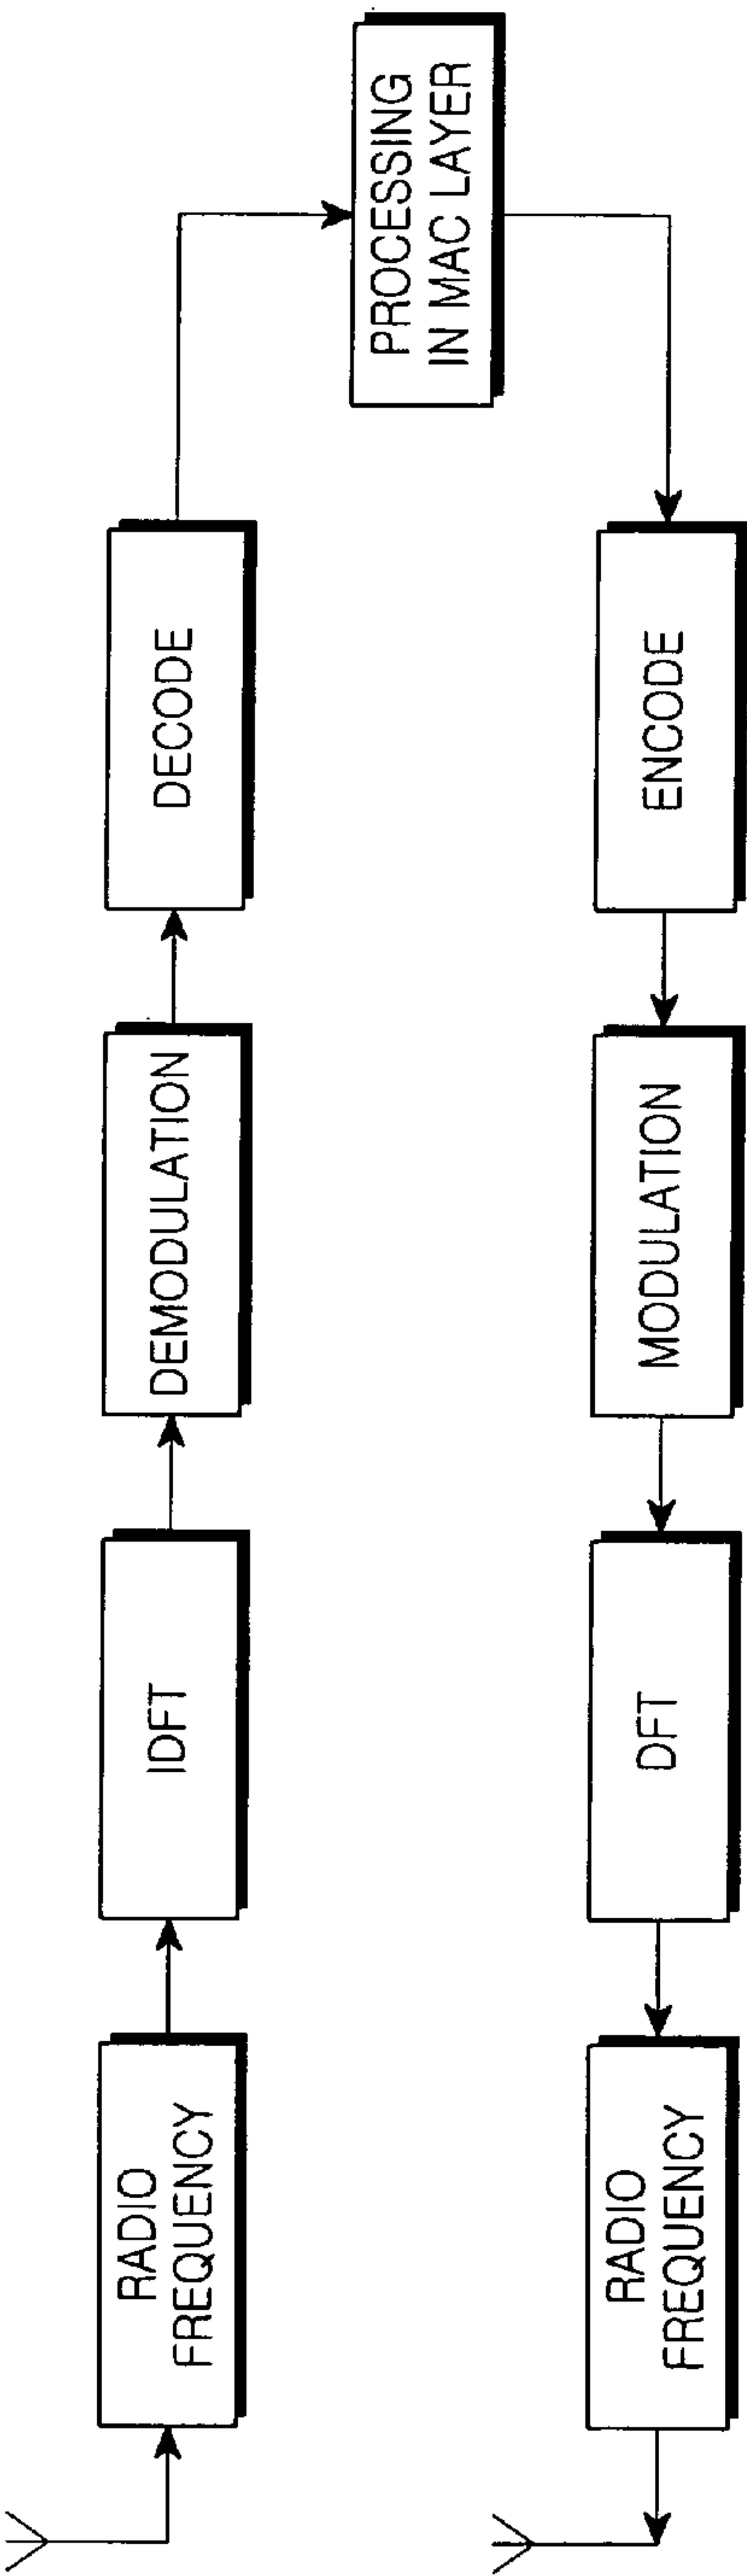 RADIO
FREQUENCY
IDFT
DEMODULATION
DECODE
PROCESSING
IN MAC LAYER
ENCODE
MODULATION
DFT
RADIO
FREQUENCY